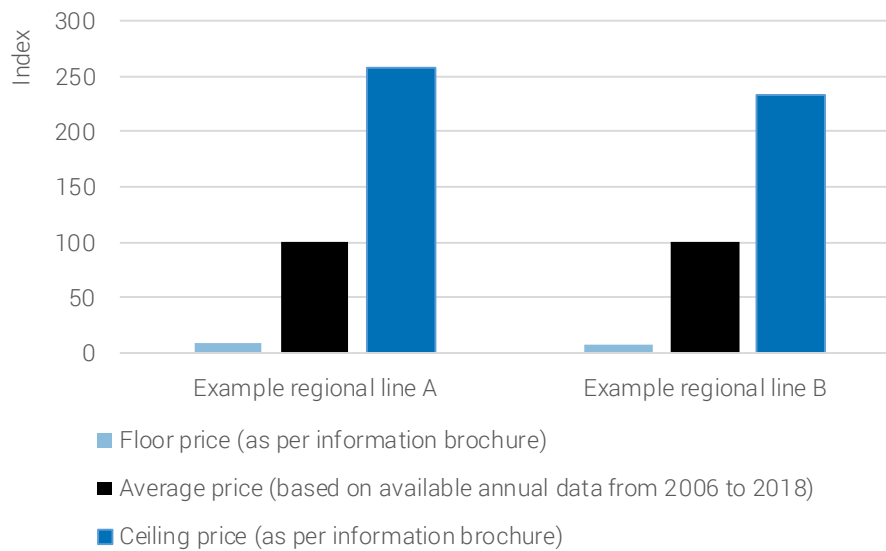 Index
300
250
200
150
100
50
0
Example regional line A
Example regional line B
Floor price (as per information brochure)
Average price (based on available annual data from 2006 to 2018)
Ceiling price (as per information brochure)